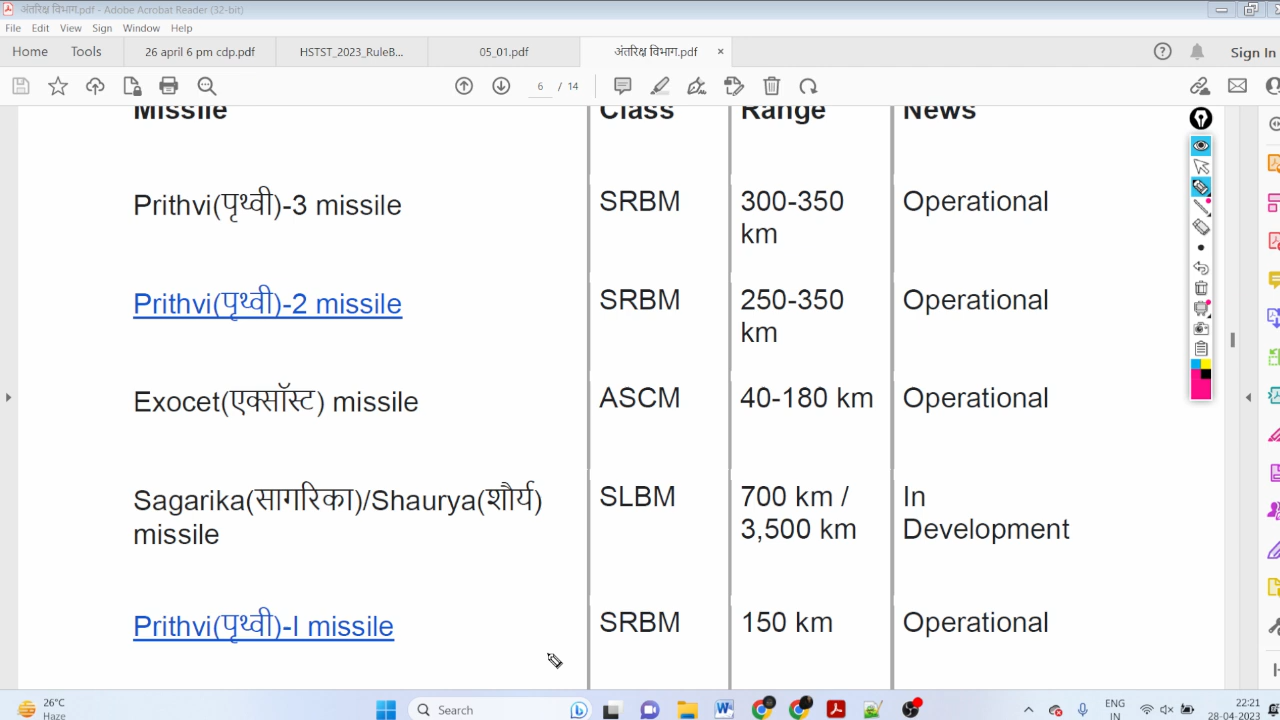 अंतरिक्ष विभाग.pdf - Adobe Acrobat Reader (32-bit)
File Edit View Sign Window Help
Home Tools 26 april 6 pm cdp.pdf HSTST_2023_RuleB... 05_01.pdf अंतरिक्ष विभाग.pdf × Sign In
6 / 14
Missile Class Range News
Prithvi(पृथ्वी)-3 missile SRBM 300-350 Operational
km
Prithvi(पृथ्वी)-2 missile SRBM 250-350 Operational
km
Exocet(एक्सॉस्ट) missile ASCM 40-180 km Operational
Sagarika(सागरिका)/Shaurya(शौर्य) SLBM 700 km / In
missile 3,500 km Development
Prithvi(पृथ्वी)-I missile SRBM 150 km Operational
26°C
Haze
Search
ENG
IN
22:21
28-04-2023